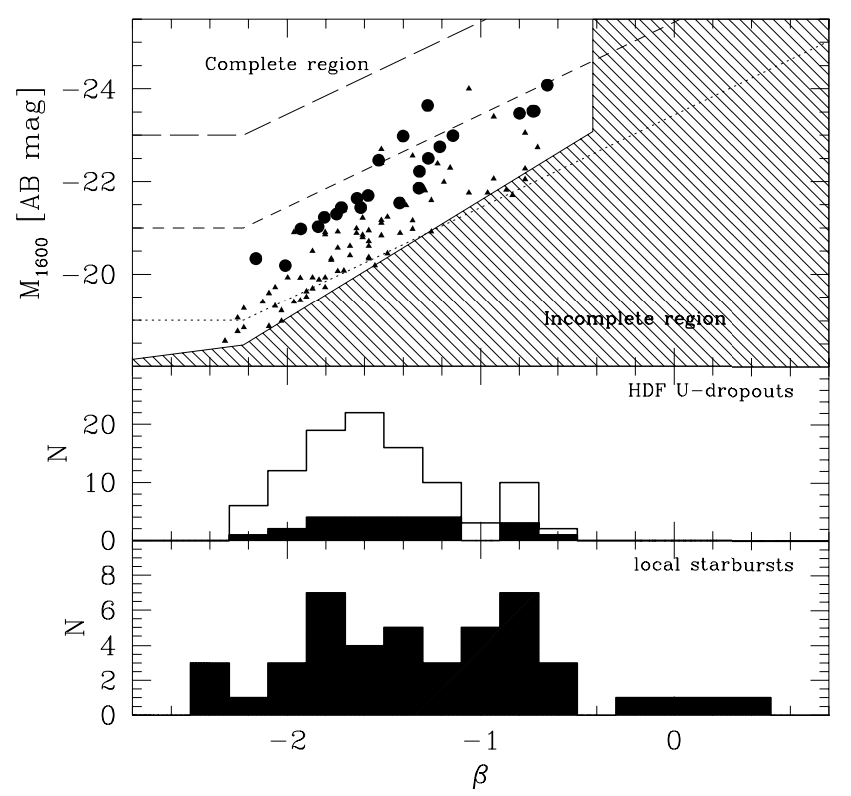 Complete region
−24
−22
−20
M1600 [AB mag]
Incomplete region
HDF U-dropouts
20
10
0
N
local starbursts
8
6
4
2
0
N
−2 −1 0
β